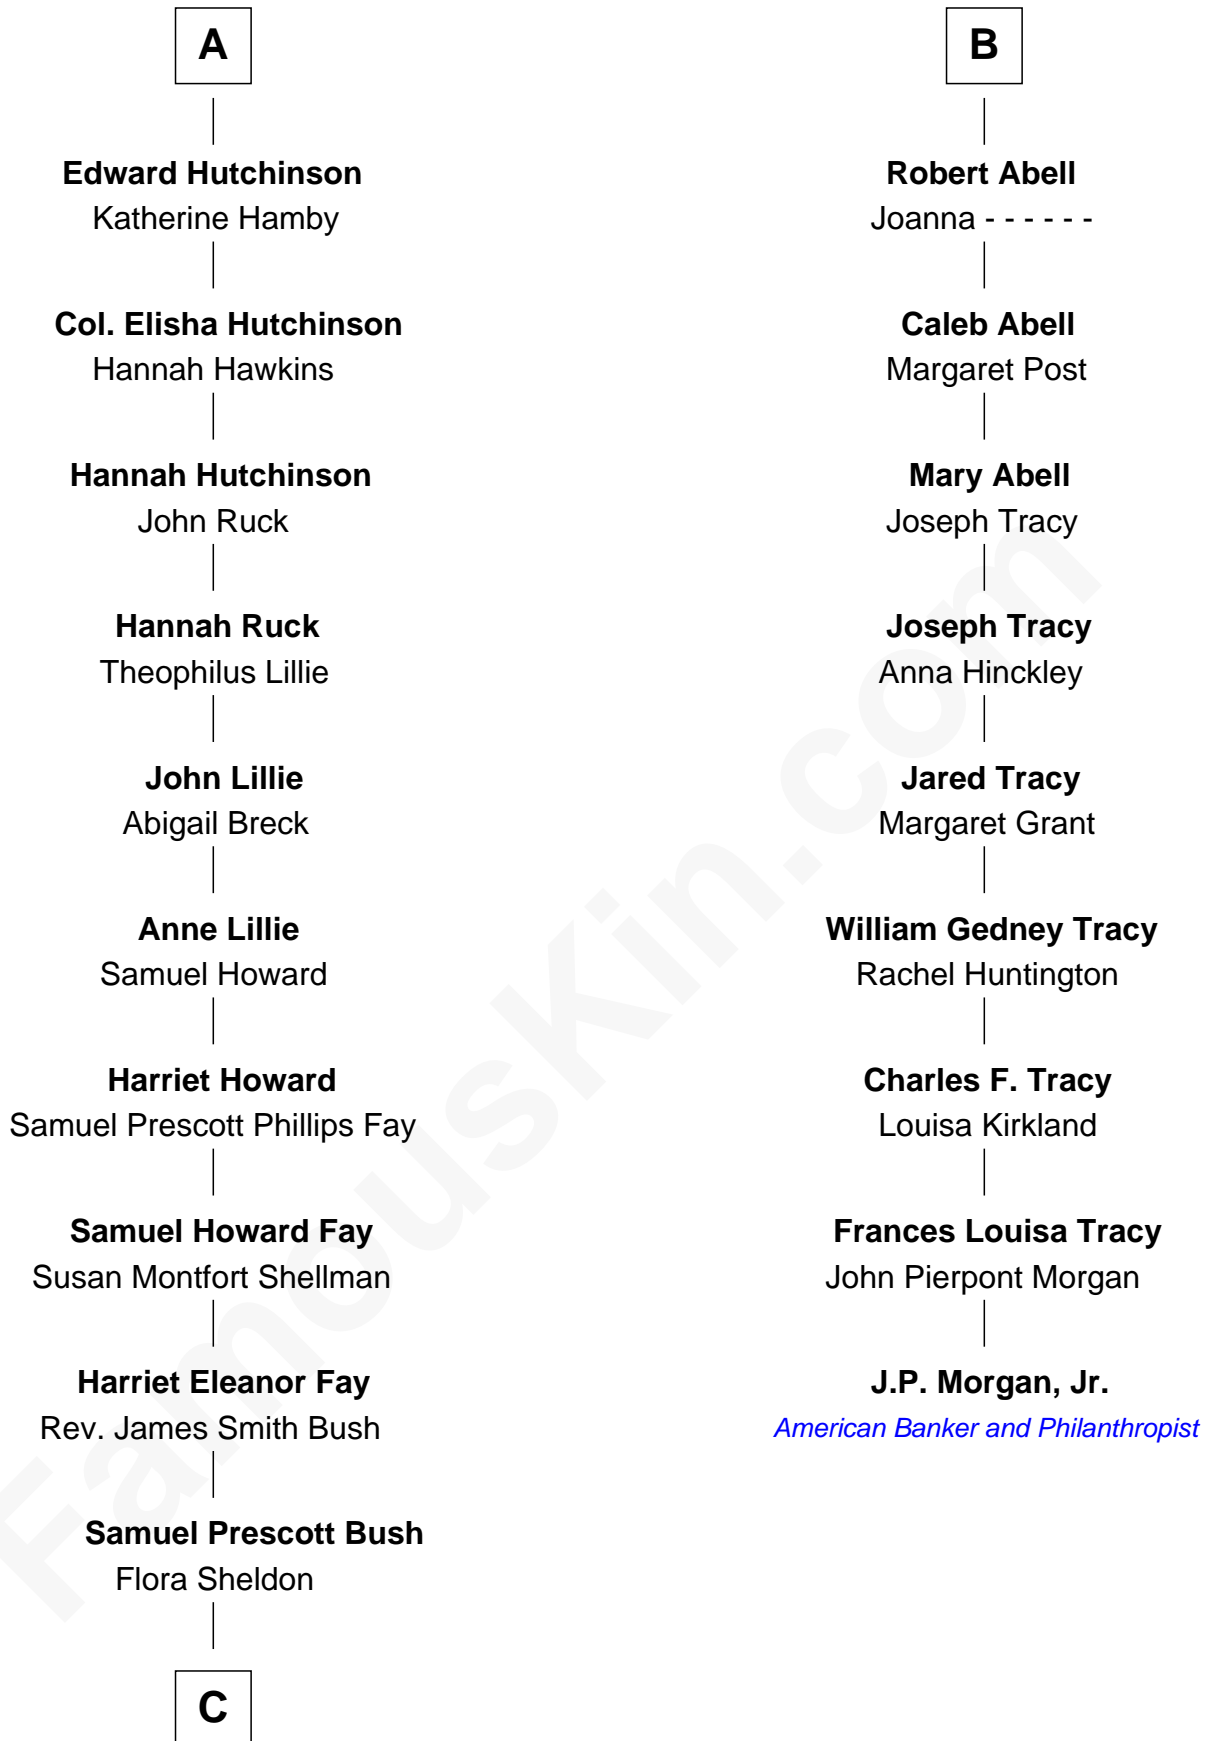 A
Edward Hutchinson
Katherine Hamby
Col. Elisha Hutchinson
Hannah Hawkins
Hannah Hutchinson
John Ruck
Hannah Ruck
Theophilus Lillie
John Lillie
Abigail Breck
Anne Lillie
Samuel Howard
Harriet Howard
Samuel Prescott Phillips Fay
Samuel Howard Fay
Susan Montfort Shellman
Harriet Eleanor Fay
Rev. James Smith Bush
Samuel Prescott Bush
Flora Sheldon
C
B
Robert Abell
Joanna - - - - - -
Caleb Abell
Margaret Post
Mary Abell
Joseph Tracy
Joseph Tracy
Anna Hinckley
Jared Tracy
Margaret Grant
William Gedney Tracy
Rachel Huntington
Charles F. Tracy
Louisa Kirkland
Frances Louisa Tracy
John Pierpont Morgan
J.P. Morgan, Jr.
American Banker and Philanthropist
FamousKin.com